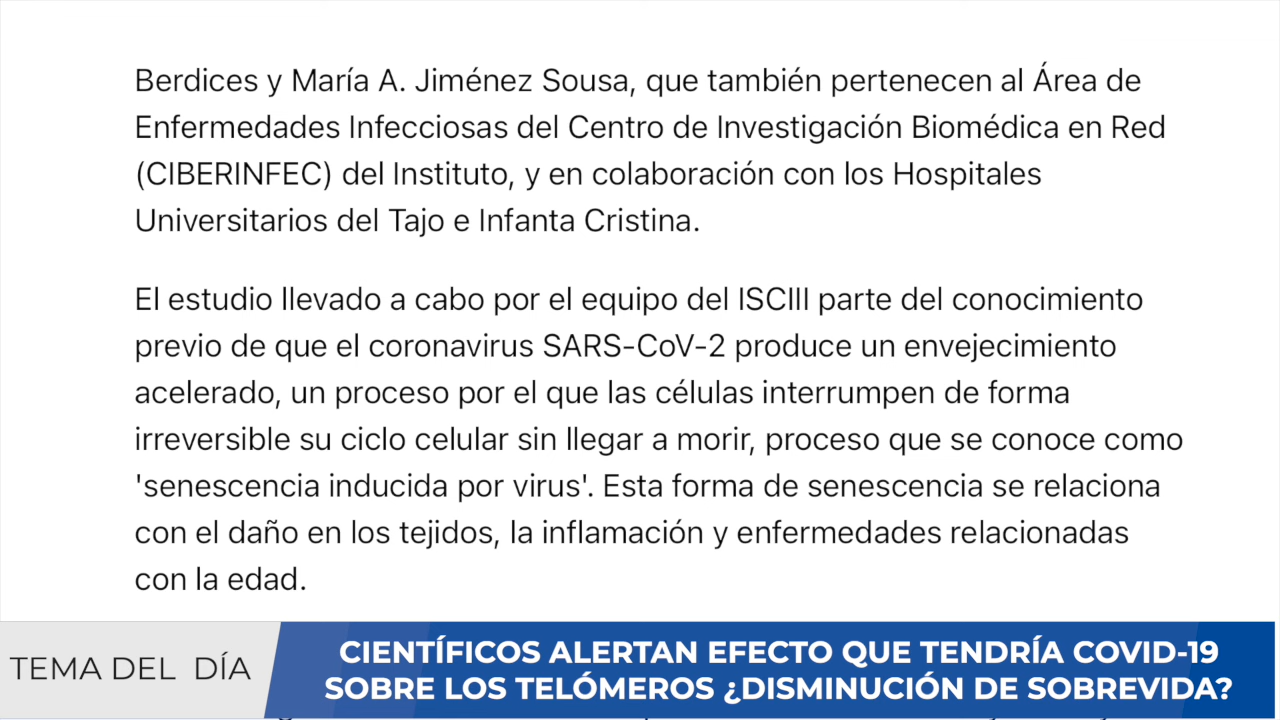 Berdices y María A. Jiménez Sousa, que también pertenecen al Área de
Enfermedades Infecciosas del Centro de Investigación Biomédica en Red
(CIBERINFEC) del Instituto, y en colaboración con los Hospitales
Universitarios del Tajo e Infanta Cristina.
El estudio llevado a cabo por el equipo del ISCIII parte del conocimiento
previo de que el coronavirus SARS-CoV-2 produce un envejecimiento
acelerado, un proceso por el que las células interrumpen de forma
irreversible su ciclo celular sin llegar a morir, proceso que se conoce como
'senescencia inducida por virus'. Esta forma de senescencia se relaciona
con el daño en los tejidos, la inflamación y enfermedades relacionadas
con la edad.
TEMA DEL DÍA
CIENTÍFICOS ALERTAN EFECTO QUE TENDRÍA COVID-19
SOBRE LOS TELÓMEROS ¿DISMINUCIÓN DE SOBREVIDA?